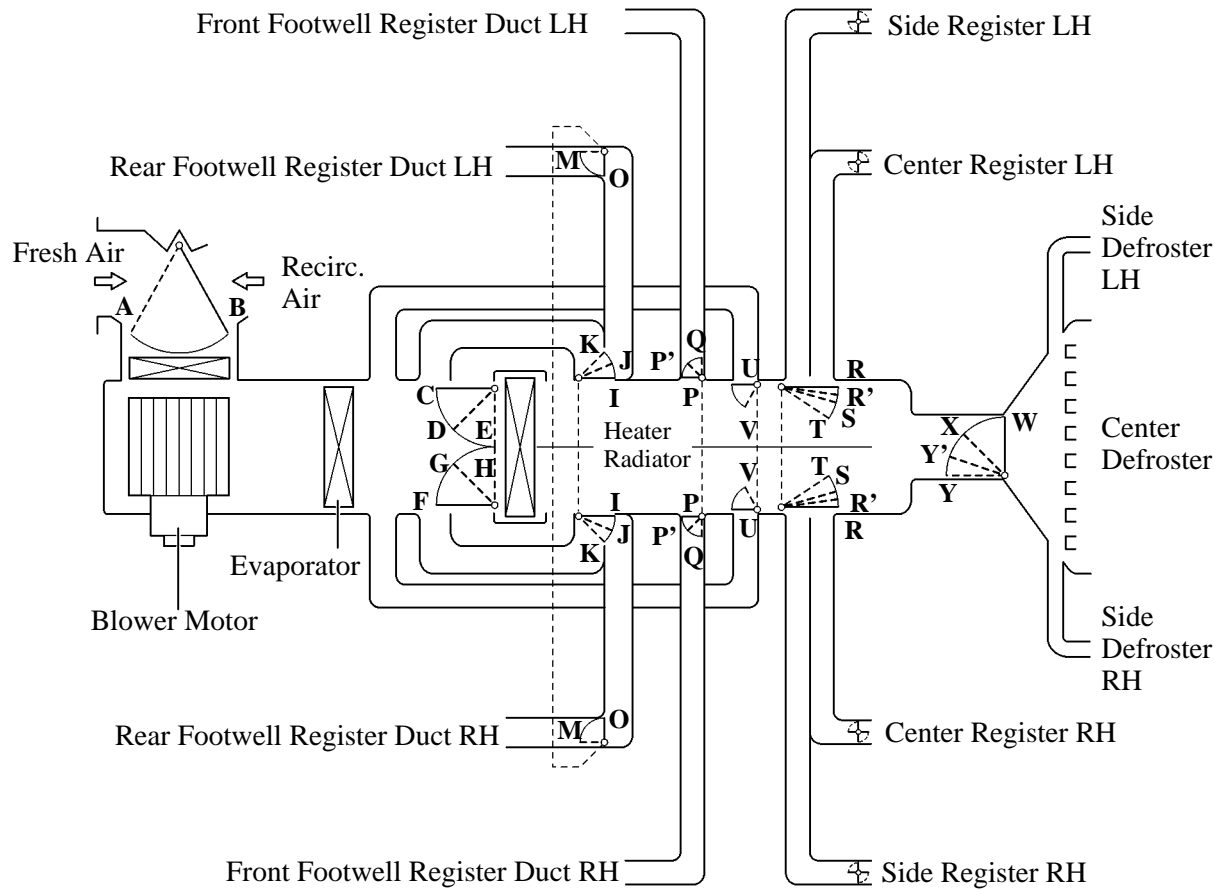 Front Footwell Register Duct LH
Side Register LH
Rear Footwell Register Duct LH
M
O
Center Register LH
Fresh Air
Recirc.
Air
A
B
Side
Defroster
LH
K
J
I
P’
Q
P
U
V
R
R’
S
T
C
D
E
G
H
F
Heater
Radiator
X
W
Y’
Y
Center
Defroster
I
J
K
P
P’
Q
V
U
T
S
R’
R
Evaporator
Blower Motor
Side
Defroster
RH
Rear Footwell Register Duct RH
M
O
Center Register RH
Front Footwell Register Duct RH
Side Register RH